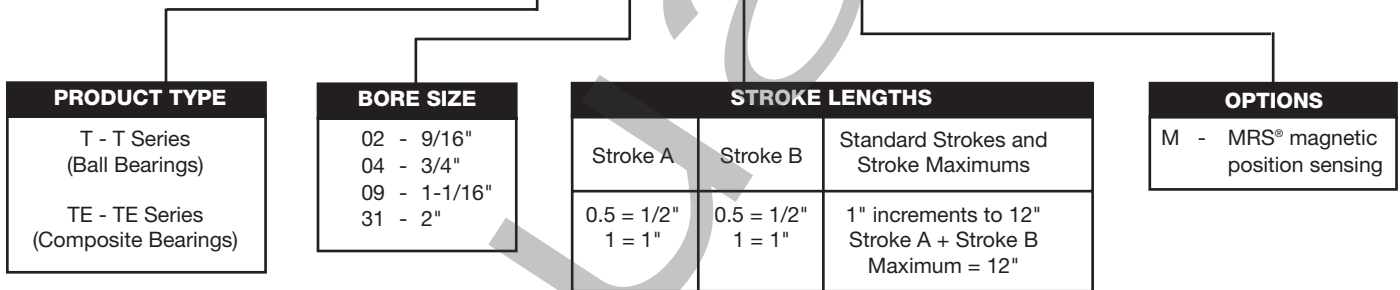 PRODUCT TYPE
T - T Series
(Ball Bearings)
TE - TE Series
(Composite Bearings)
BORE SIZE
02 - 9/16"
04 - 3/4"
09 - 1-1/16"
31 - 2"
STROKE LENGTHS
Stroke A
Stroke B
Standard Strokes and
Stroke Maximums
0.5 = 1/2"
1 = 1"
0.5 = 1/2"
1 = 1"
1" increments to 12"
Stroke A + Stroke B
Maximum = 12"
OPTIONS
M - MRS® magnetic
position sensing